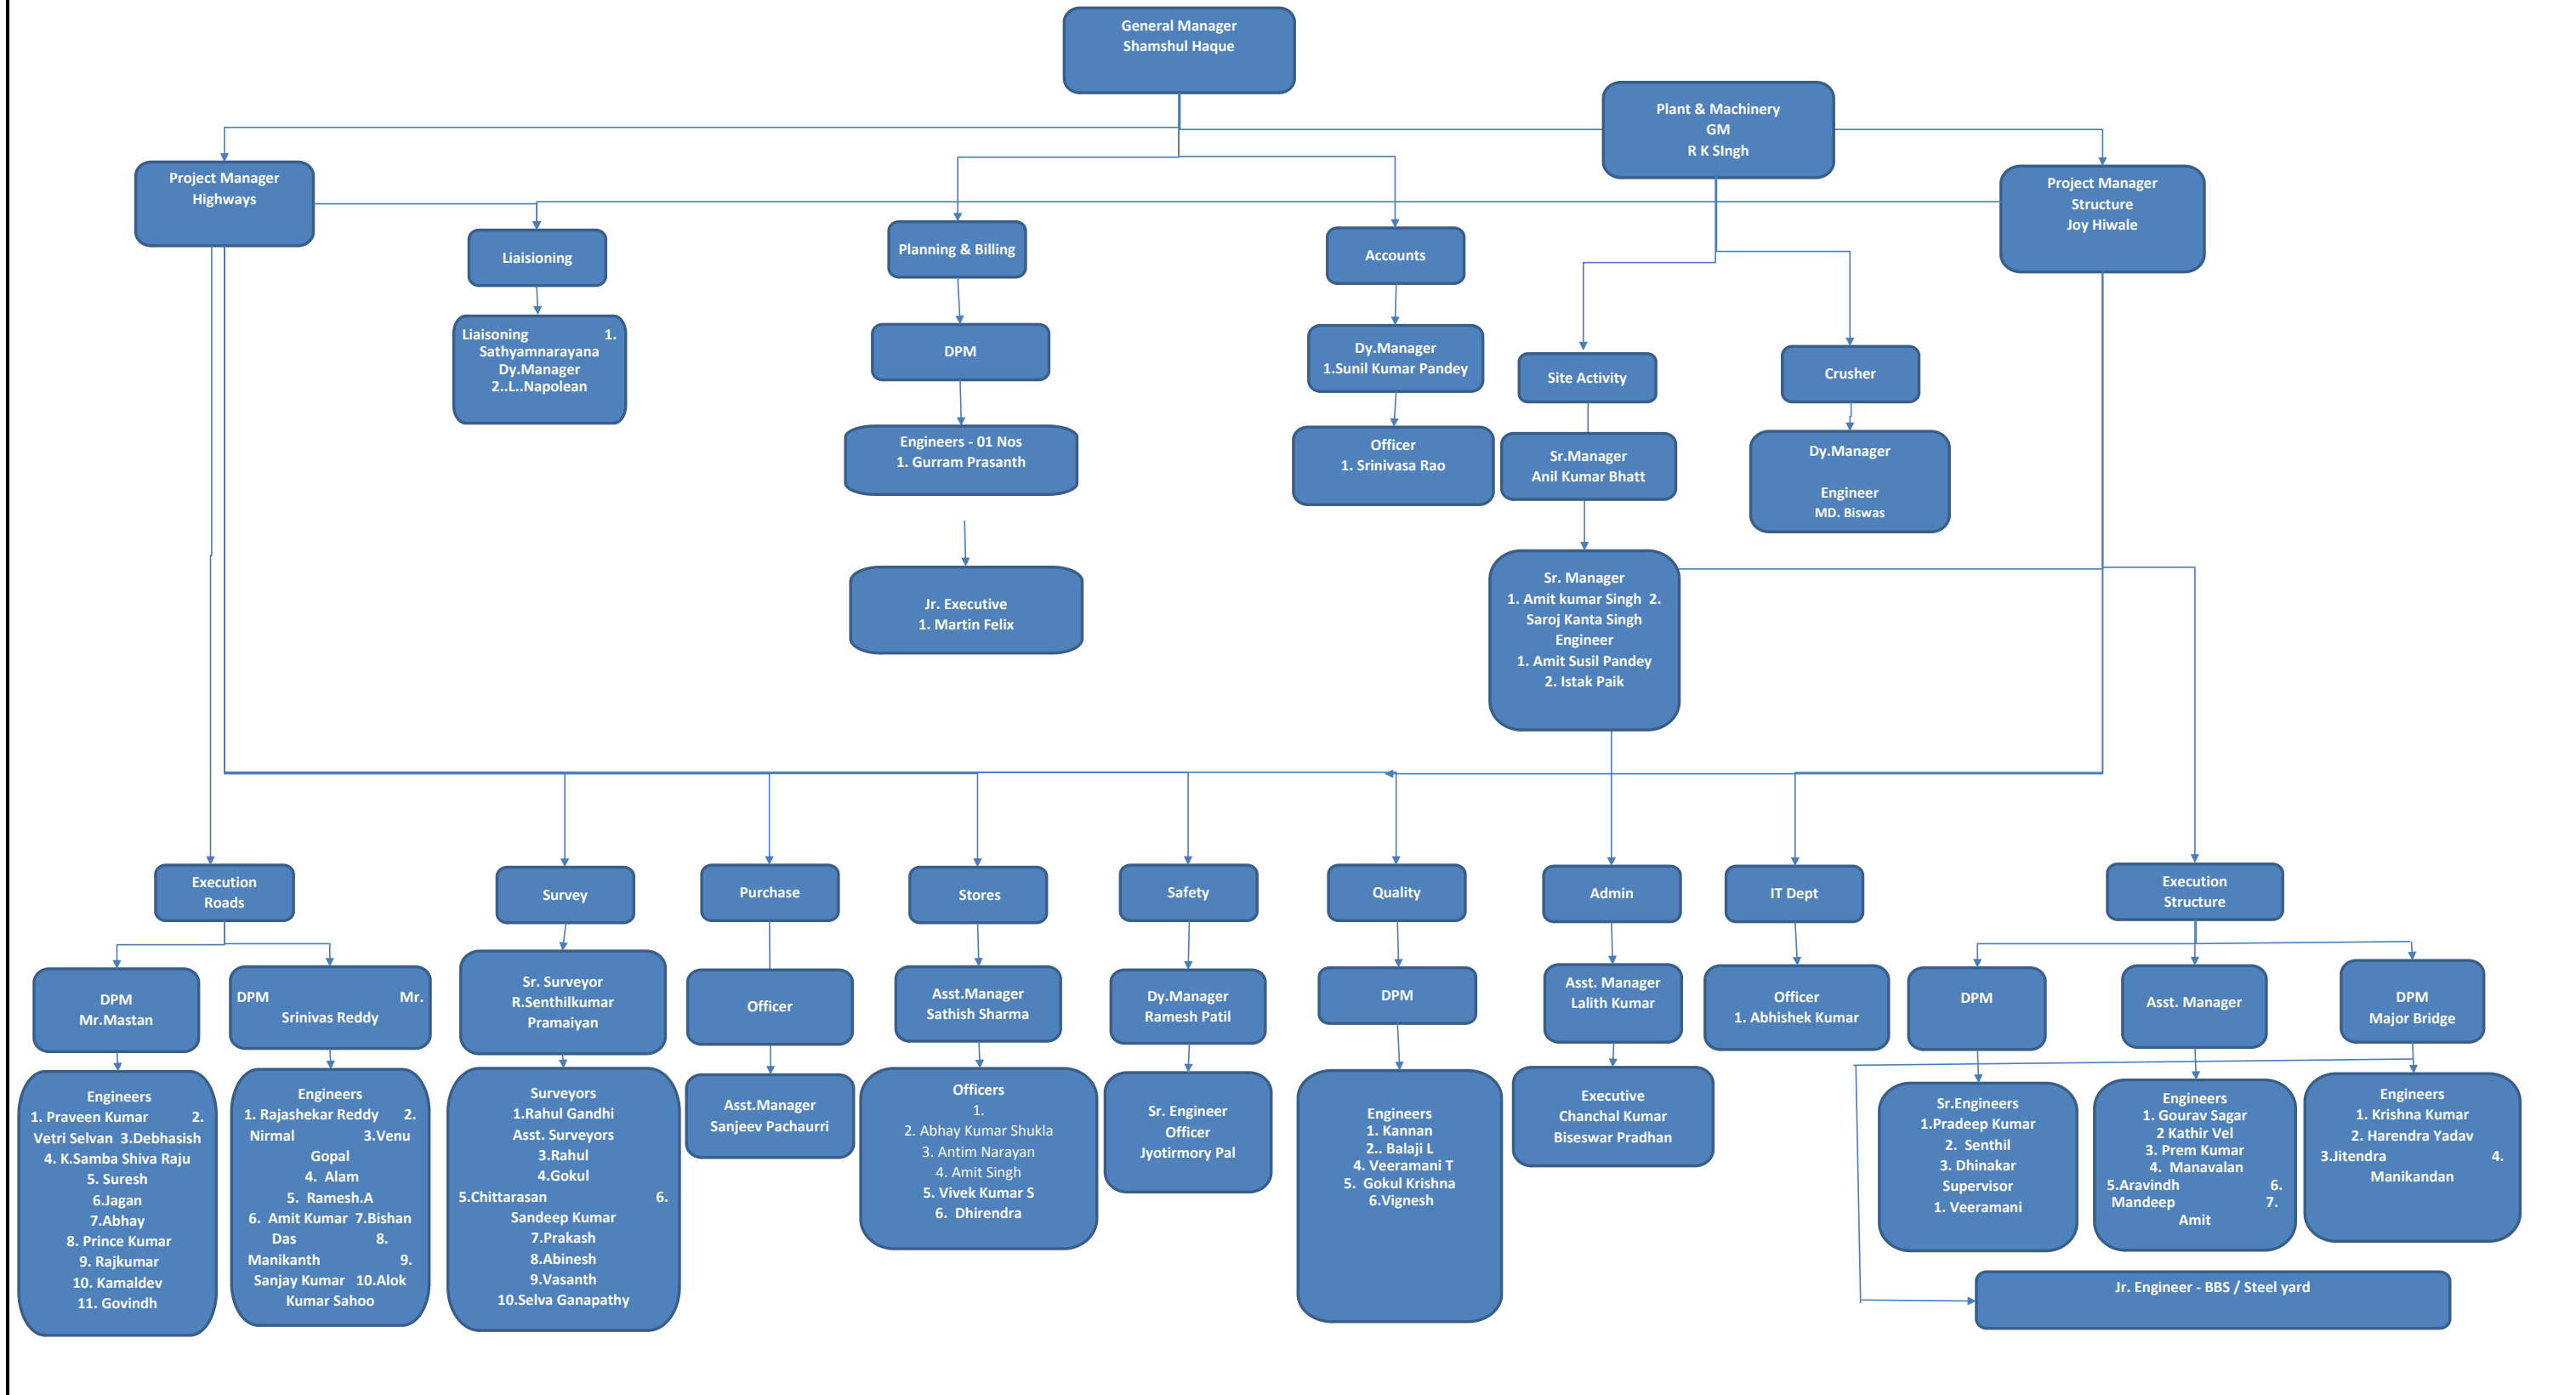 General Manager
Shamshul Haque
Plant & Machinery
GM
R K SIngh
Project Manager
Highways
Project Manager
Structure
Joy Hiwale
Liaisioning
Planning & Billing
Accounts
Liaisoning 1.
Sathyamnarayana
Dy.Manager
2..L..Napolean
DPM
Dy.Manager
1.Sunil Kumar Pandey
Site Activity
Crusher
Engineers - 01 Nos
1. Gurram Prasanth
Officer
1. Srinivasa Rao
Sr.Manager
Anil Kumar Bhatt
Dy.Manager
Engineer
MD. Biswas
Jr. Executive
1. Martin Felix
Sr. Manager
1. Amit kumar Singh 2.
Saroj Kanta Singh
Engineer
1. Amit Susil Pandey
2. Istak Paik
Execution
Roads
Survey
Purchase
Stores
Safety
Quality
Admin
IT Dept
Execution
Structure
DPM
Mr.Mastan
DPM Mr.
Srinivas Reddy
Sr. Surveyor
R.Senthilkumar
Pramaiyan
Officer
Asst.Manager
Sathish Sharma
Dy.Manager
Ramesh Patil
DPM
Asst. Manager
Lalith Kumar
Officer
1. Abhishek Kumar
DPM
Asst. Manager
DPM
Major Bridge
Engineers
1. Praveen Kumar 2.
Vetri Selvan 3.Debhasish
4. K.Samba Shiva Raju
5. Suresh
6.Jagan
7.Abhay
8. Prince Kumar
9. Rajkumar
10. Kamaldev
11. Govindh
Engineers
1. Rajashekar Reddy 2.
Nirmal 3.Venu
Gopal
4. Alam
5. Ramesh.A
6. Amit Kumar 7.Bishan
Das 8.
Manikanth 9.
Sanjay Kumar 10.Alok
Kumar Sahoo
Surveyors
1.Rahul Gandhi
Asst. Surveyors
3.Rahul
4.Gokul
5.Chittarasan 6.
Sandeep Kumar
7.Prakash
8.Abinesh
9.Vasanth
10.Selva Ganapathy
Asst.Manager
Sanjeev Pachaurri
Officers
1.
2. Abhay Kumar Shukla
3. Antim Narayan
4. Amit Singh
5. Vivek Kumar S
6. Dhirendra
Sr. Engineer
Officer
Jyotirmory Pal
Engineers
1. Kannan
2.. Balaji L
4. Veeramani T
5. Gokul Krishna
6.Vignesh
Executive
Chanchal Kumar
Biseswar Pradhan
Sr.Engineers
1.Pradeep Kumar
2. Senthil
3. Dhinakar
Supervisor
1. Veeramani
Engineers
1. Gourav Sagar
2 Kathir Vel
3. Prem Kumar
4. Manavalan
5.Aravindh 6.
Mandeep 7.
Amit
Engineers
1. Krishna Kumar
2. Harendra Yadav
3.Jitendra 4.
Manikandan
Jr. Engineer - BBS / Steel yard